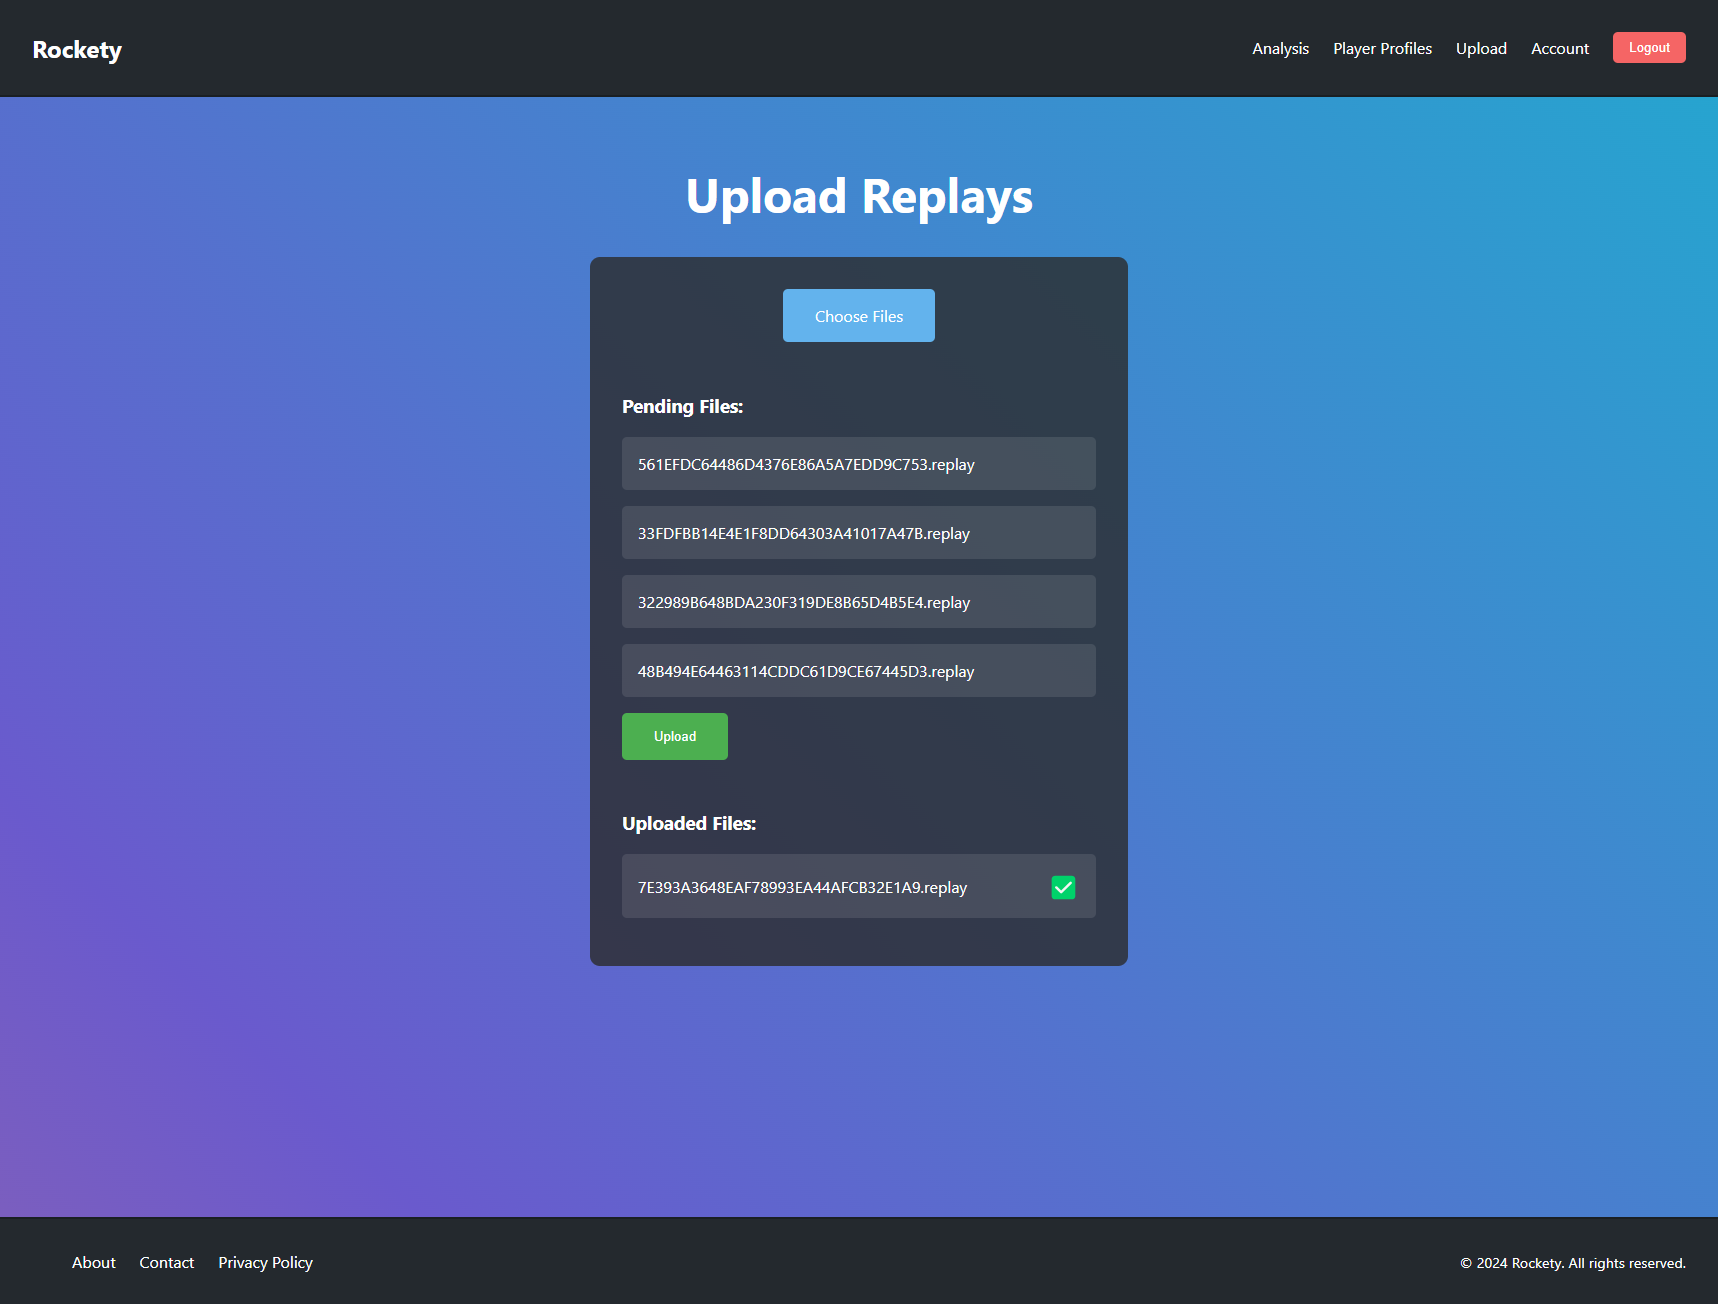 Rockety
Analysis Player Profiles Upload Account Logout
Upload Replays
Choose Files
Pending Files:
561EFDC64486D4376E86A5A7EDD9C753.replay
33FDFBB14E4E1F8DD64303A41017A47B.replay
322989B648BDA230F319DE8B65D4B5E4.replay
48B494E64463114CDDC61D9CE67445D3.replay
Upload
Uploaded Files:
7E393A3648EAF78993EA44AFCB32E1A9.replay
About Contact Privacy Policy
© 2024 Rockety. All rights reserved.